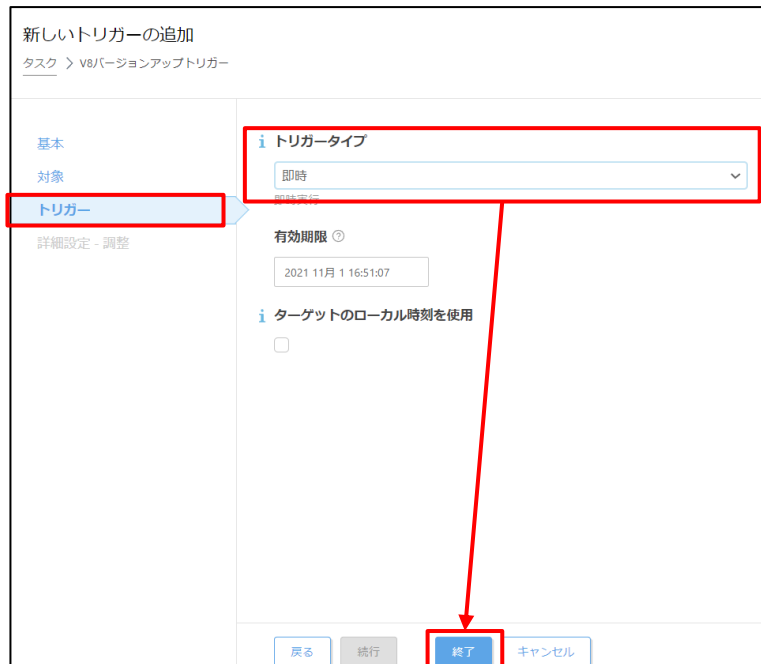 新しいトリガーの追加
タスク > V8バージョンアップトリガー
基本
対象
トリガー
詳細設定 - 調整
i トリガータイプ
即時
即時実行
有効期限 ?
2021 11月 1 16:51:07
i ターゲットのローカル時刻を使用
戻る 続行 終了 キャンセル